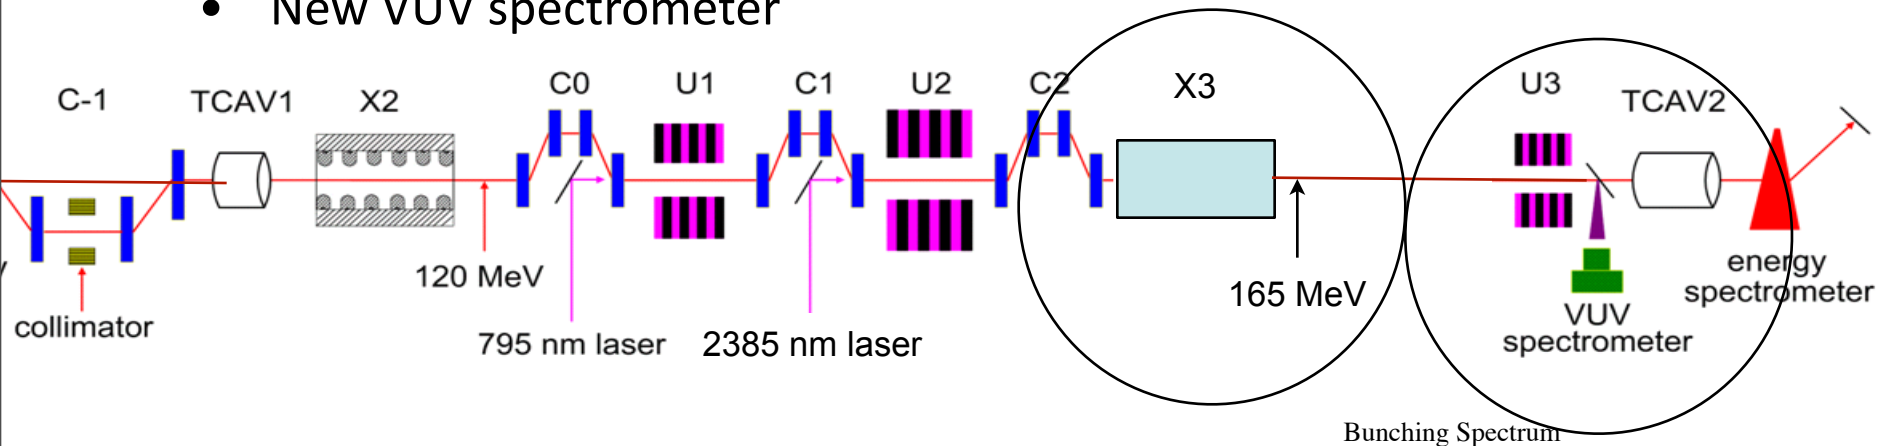 • New VUV spectrometer
C-1
TCAV1
X2
C0
U1
C1
U2
C2
X3
U3
TCAV2
120 MeV
165 MeV
energy
spectrometer
collimator
795 nm laser
2385 nm laser
VUV
spectrometer
Bunching Spectrum